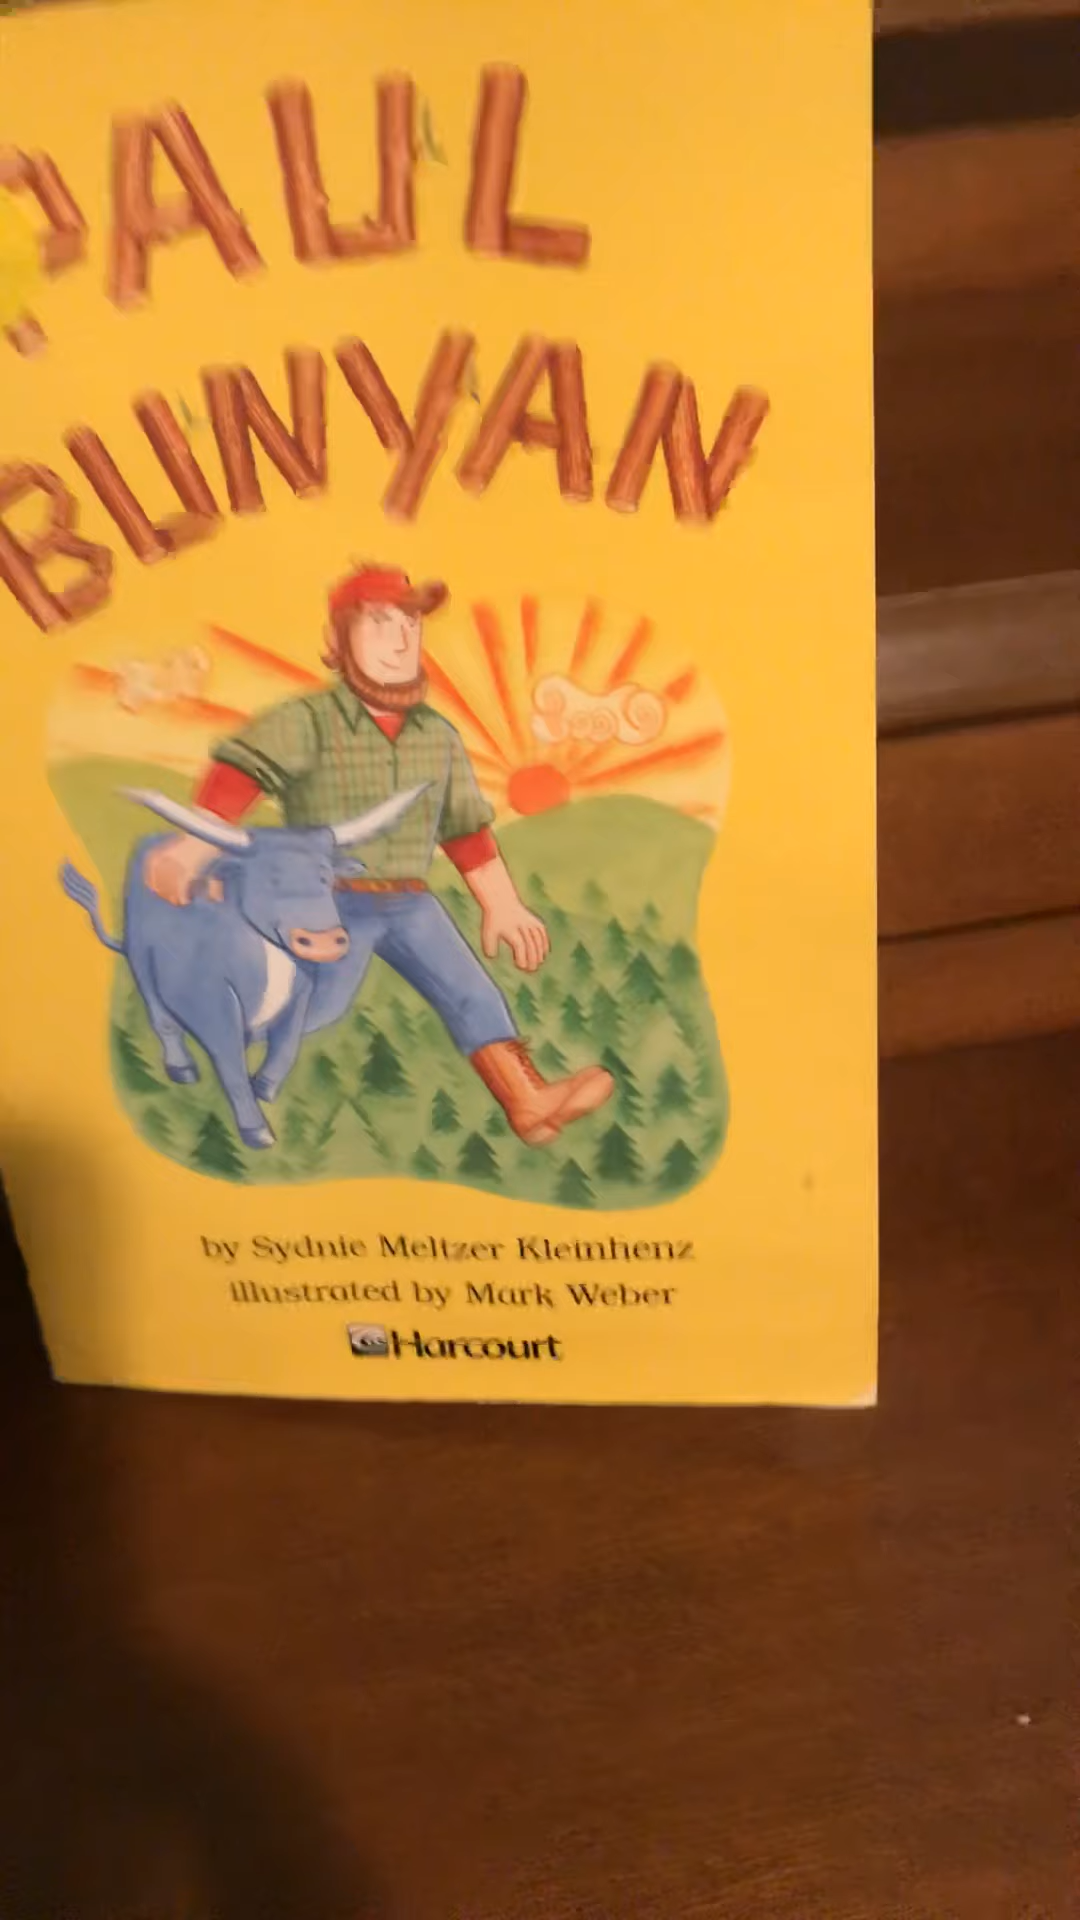 PAUL
BUNYAN
by Sydnie Meltzer Kleinhenz
illustrated by Mark Weber
Harcourt